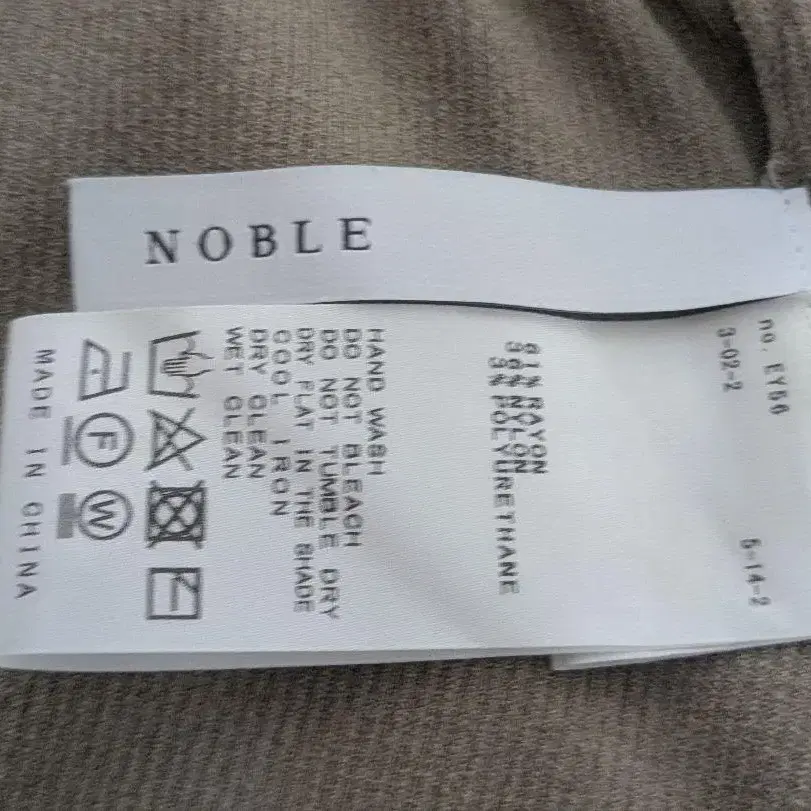 NOBLE
no. EY56
3-02-2 5-14-2
61% RAYON
36% NYLON
3% POLYURETHANE
HAND WASH
DO NOT BLEACH
DO NOT TUMBLE DRY
DRY FLAT IN THE SHADE
COOL IRON
DRY CLEAN
WET CLEAN
F W
MADE IN CHINA